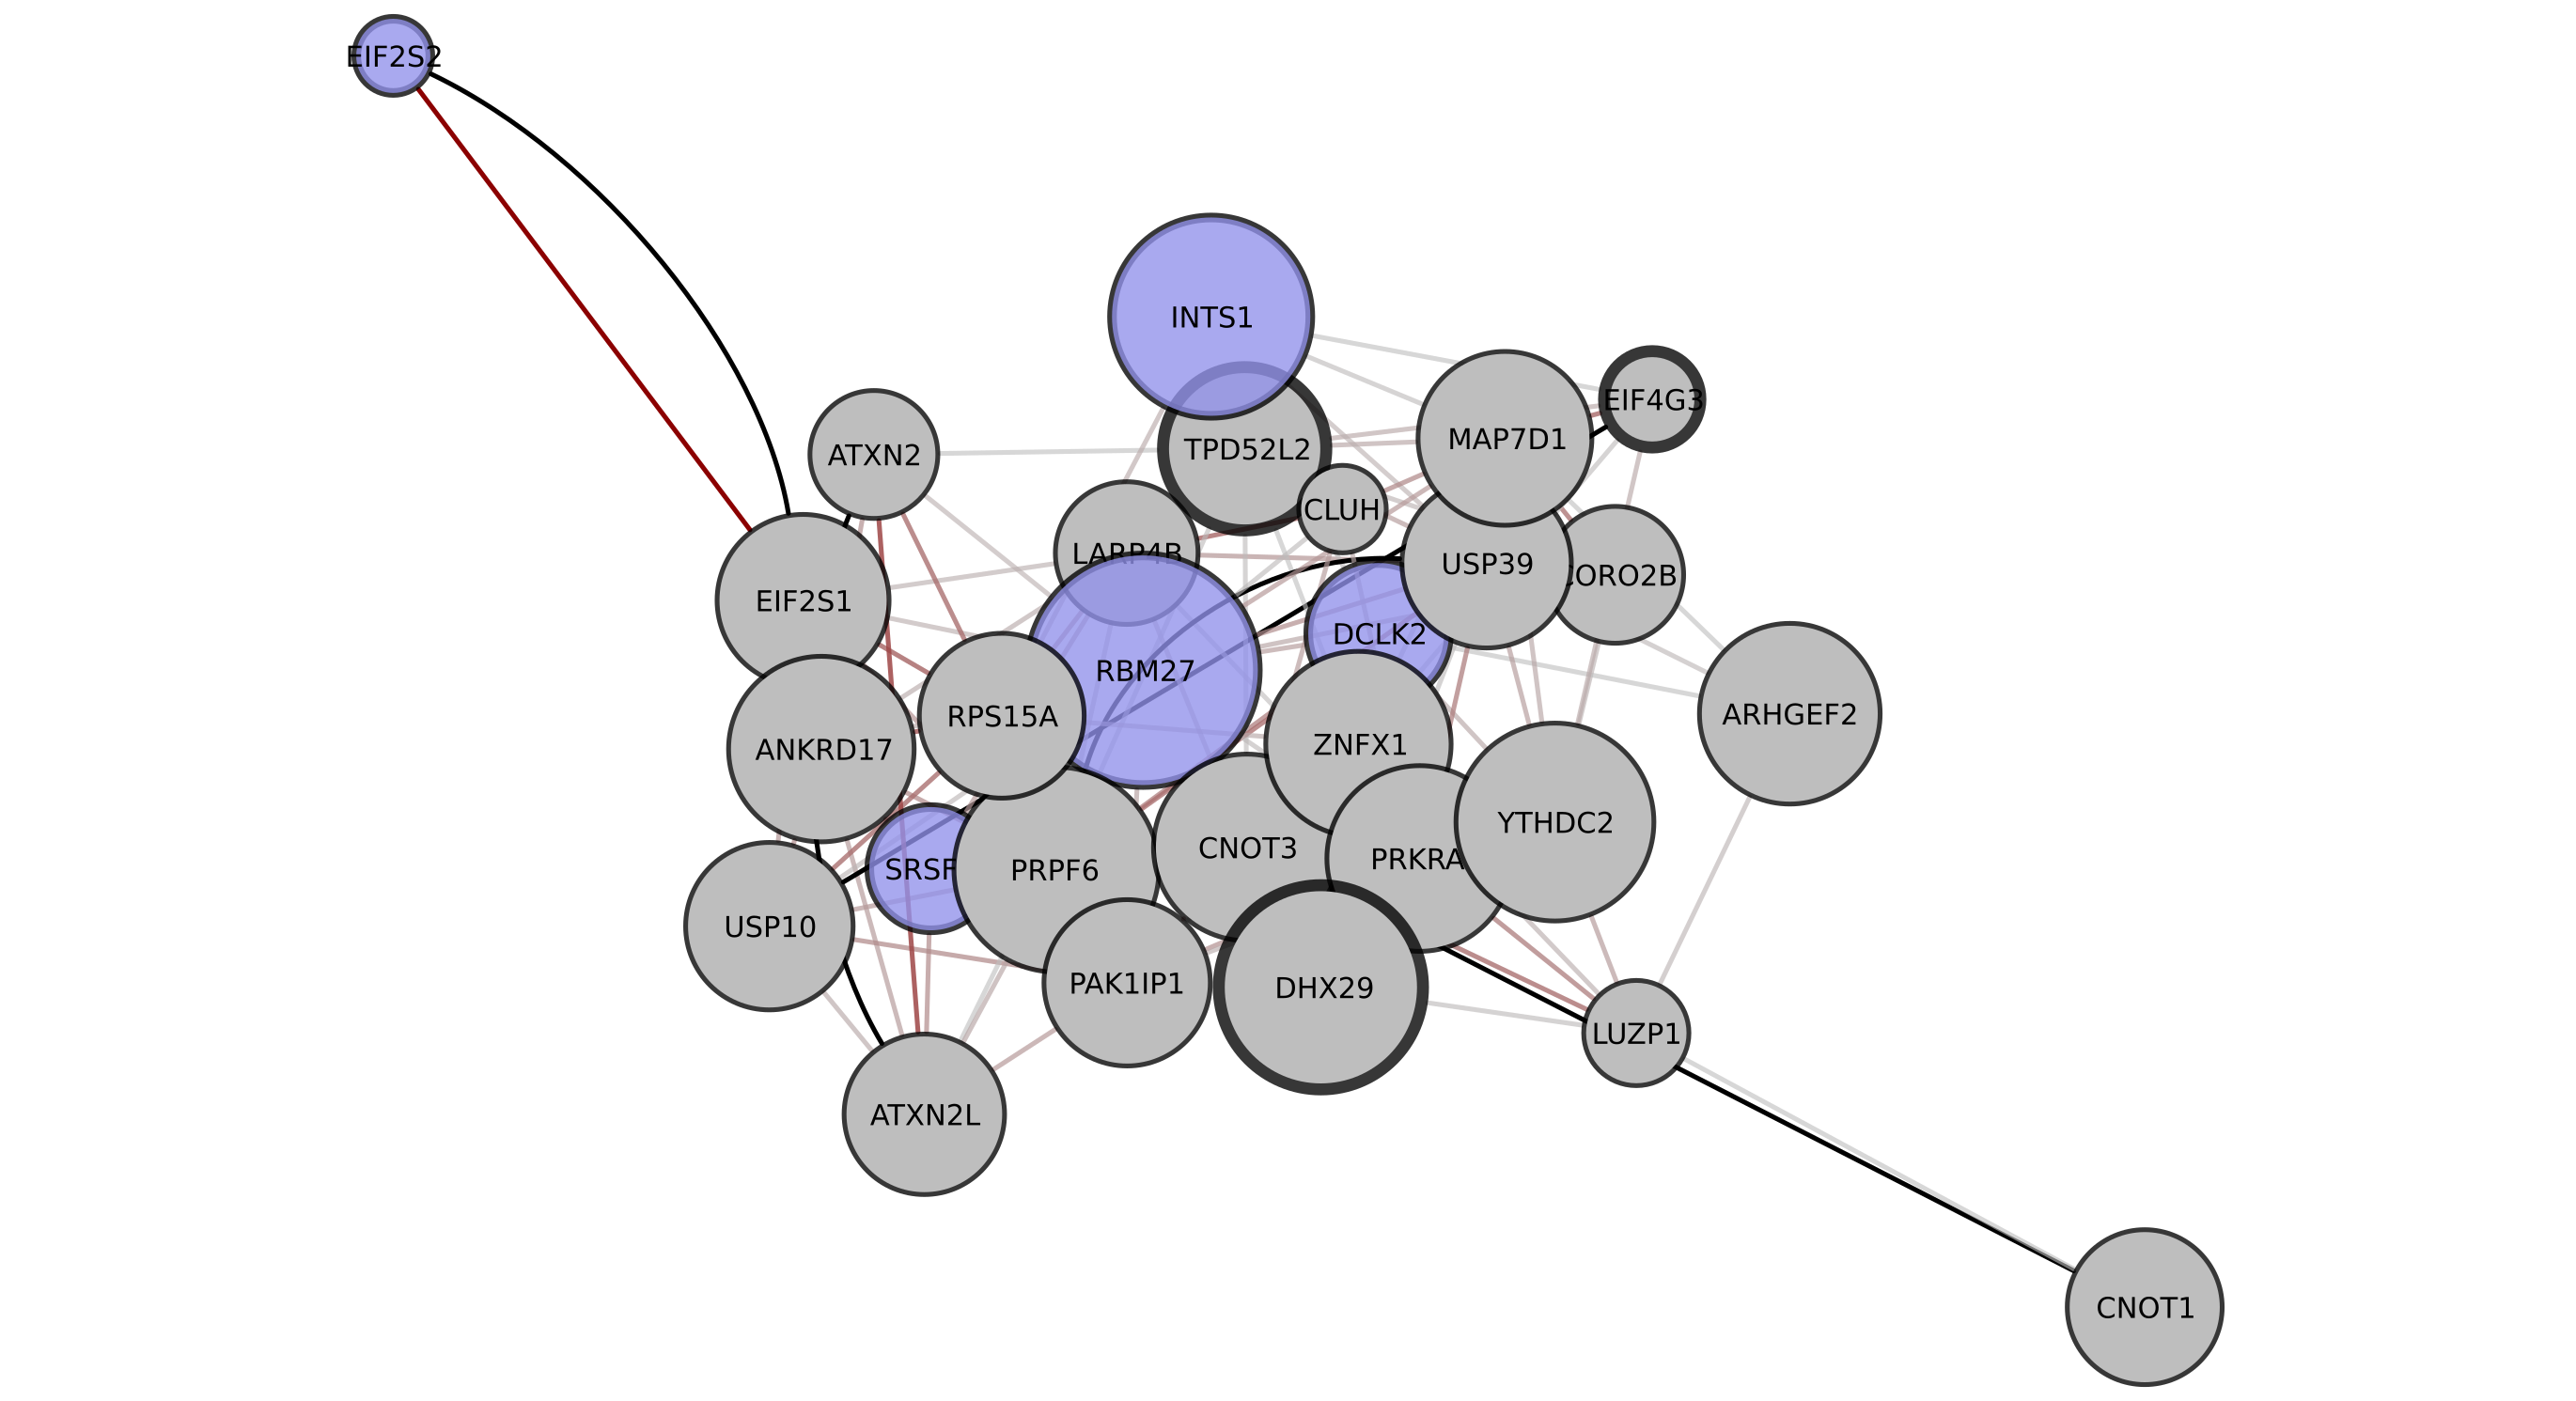 EIF2S2
INTS1
EIF4G3
MAP7D1
TPD52L2
ATXN2
CLUH
LARP4B
USP39
CORO2B
EIF2S1
DCLK2
RBM27
RPS15A
ARHGEF2
ZNFX1
ANKRD17
YTHDC2
CNOT3
PRKRA
SRSF
PRPF6
USP10
PAK1IP1
DHX29
LUZP1
ATXN2L
CNOT1